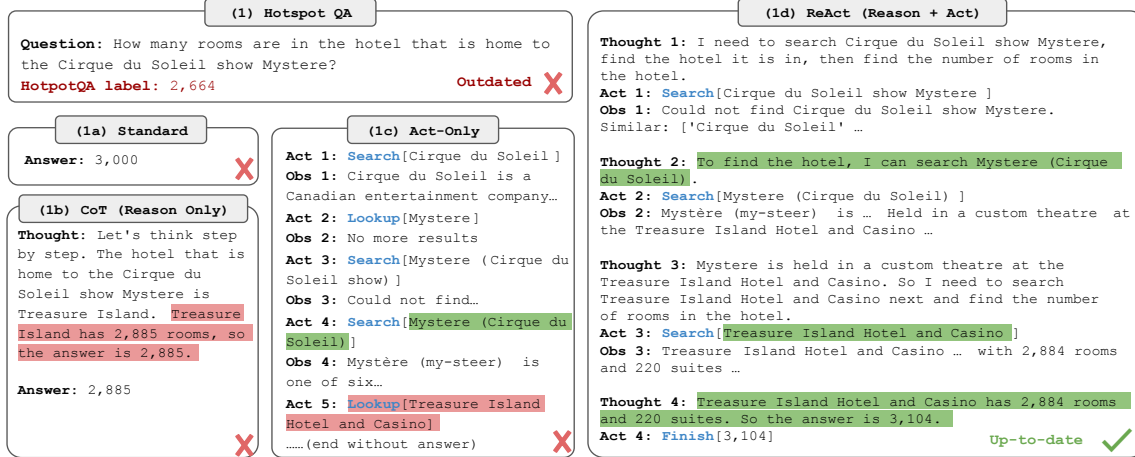 (1) Hotspot QA
Question: How many rooms are in the hotel that is home to
the Cirque du Soleil show Mystere?
HotpotQA label: 2,664
Outdated
(1a) Standard
Answer: 3,000
(1b) CoT (Reason Only)
Thought: Let's think step
by step. The hotel that is
home to the Cirque du
Soleil show Mystere is
Treasure Island. Treasure
Island has 2,885 rooms, so
the answer is 2,885.
Answer: 2,885
(1c) Act-Only
Act 1: Search[Cirque du Soleil ]
Obs 1: Cirque du Soleil is a
Canadian entertainment company…
Act 2: Lookup[Mystere]
Obs 2: No more results
Act 3: Search[Mystere (Cirque du
Soleil show)]
Obs 3: Could not find…
Act 4: Search[Mystere (Cirque du
Soleil)]
Obs 4: Mystère (my-steer) is
one of six…
Act 5: Lookup[Treasure Island
Hotel and Casino]
……(end without answer)
(1d) ReAct (Reason + Act)
Thought 1: I need to search Cirque du Soleil show Mystere,
find the hotel it is in, then find the number of rooms in
the hotel.
Act 1: Search[Cirque du Soleil show Mystere ]
Obs 1: Could not find Cirque du Soleil show Mystere.
Similar: ['Cirque du Soleil' …
Thought 2: To find the hotel, I can search Mystere (Cirque
du Soleil).
Act 2: Search[Mystere (Cirque du Soleil) ]
Obs 2: Mystère (my-steer) is … Held in a custom theatre at
the Treasure Island Hotel and Casino …
Thought 3: Mystere is held in a custom theatre at the
Treasure Island Hotel and Casino. So I need to search
Treasure Island Hotel and Casino next and find the number
of rooms in the hotel.
Act 3: Search[Treasure Island Hotel and Casino ]
Obs 3: Treasure Island Hotel and Casino … with 2,884 rooms
and 220 suites …
Thought 4: Treasure Island Hotel and Casino has 2,884 rooms
and 220 suites. So the answer is 3,104.
Act 4: Finish[3,104]
Up-to-date